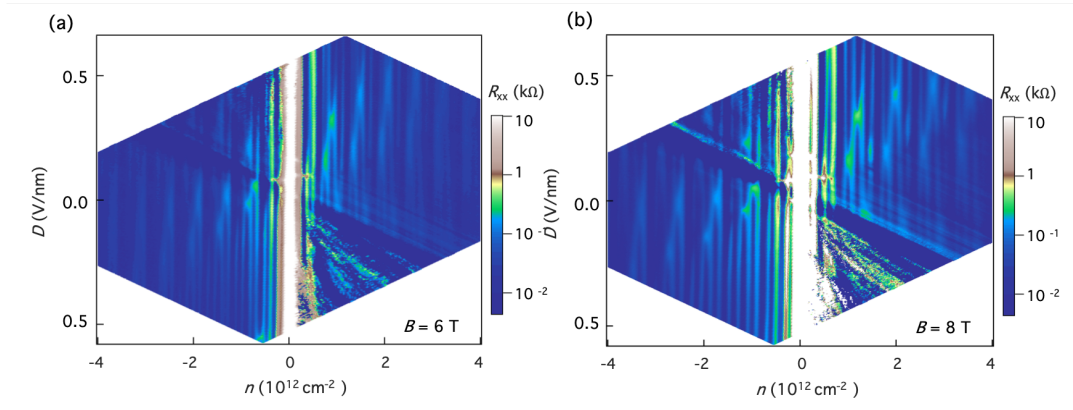 (a)
D (V/nm)
0.5
0.0
0.5
-4
-2
0
2
4
n (10¹² cm⁻²)
B = 6 T
Rxx (kΩ)
10
1
10⁻¹
10⁻²
(b)
D (V/nm)
0.5
0.0
0.5
-4
-2
0
2
4
n (10¹² cm⁻²)
B = 8 T
Rxx (kΩ)
10
1
10⁻¹
10⁻²